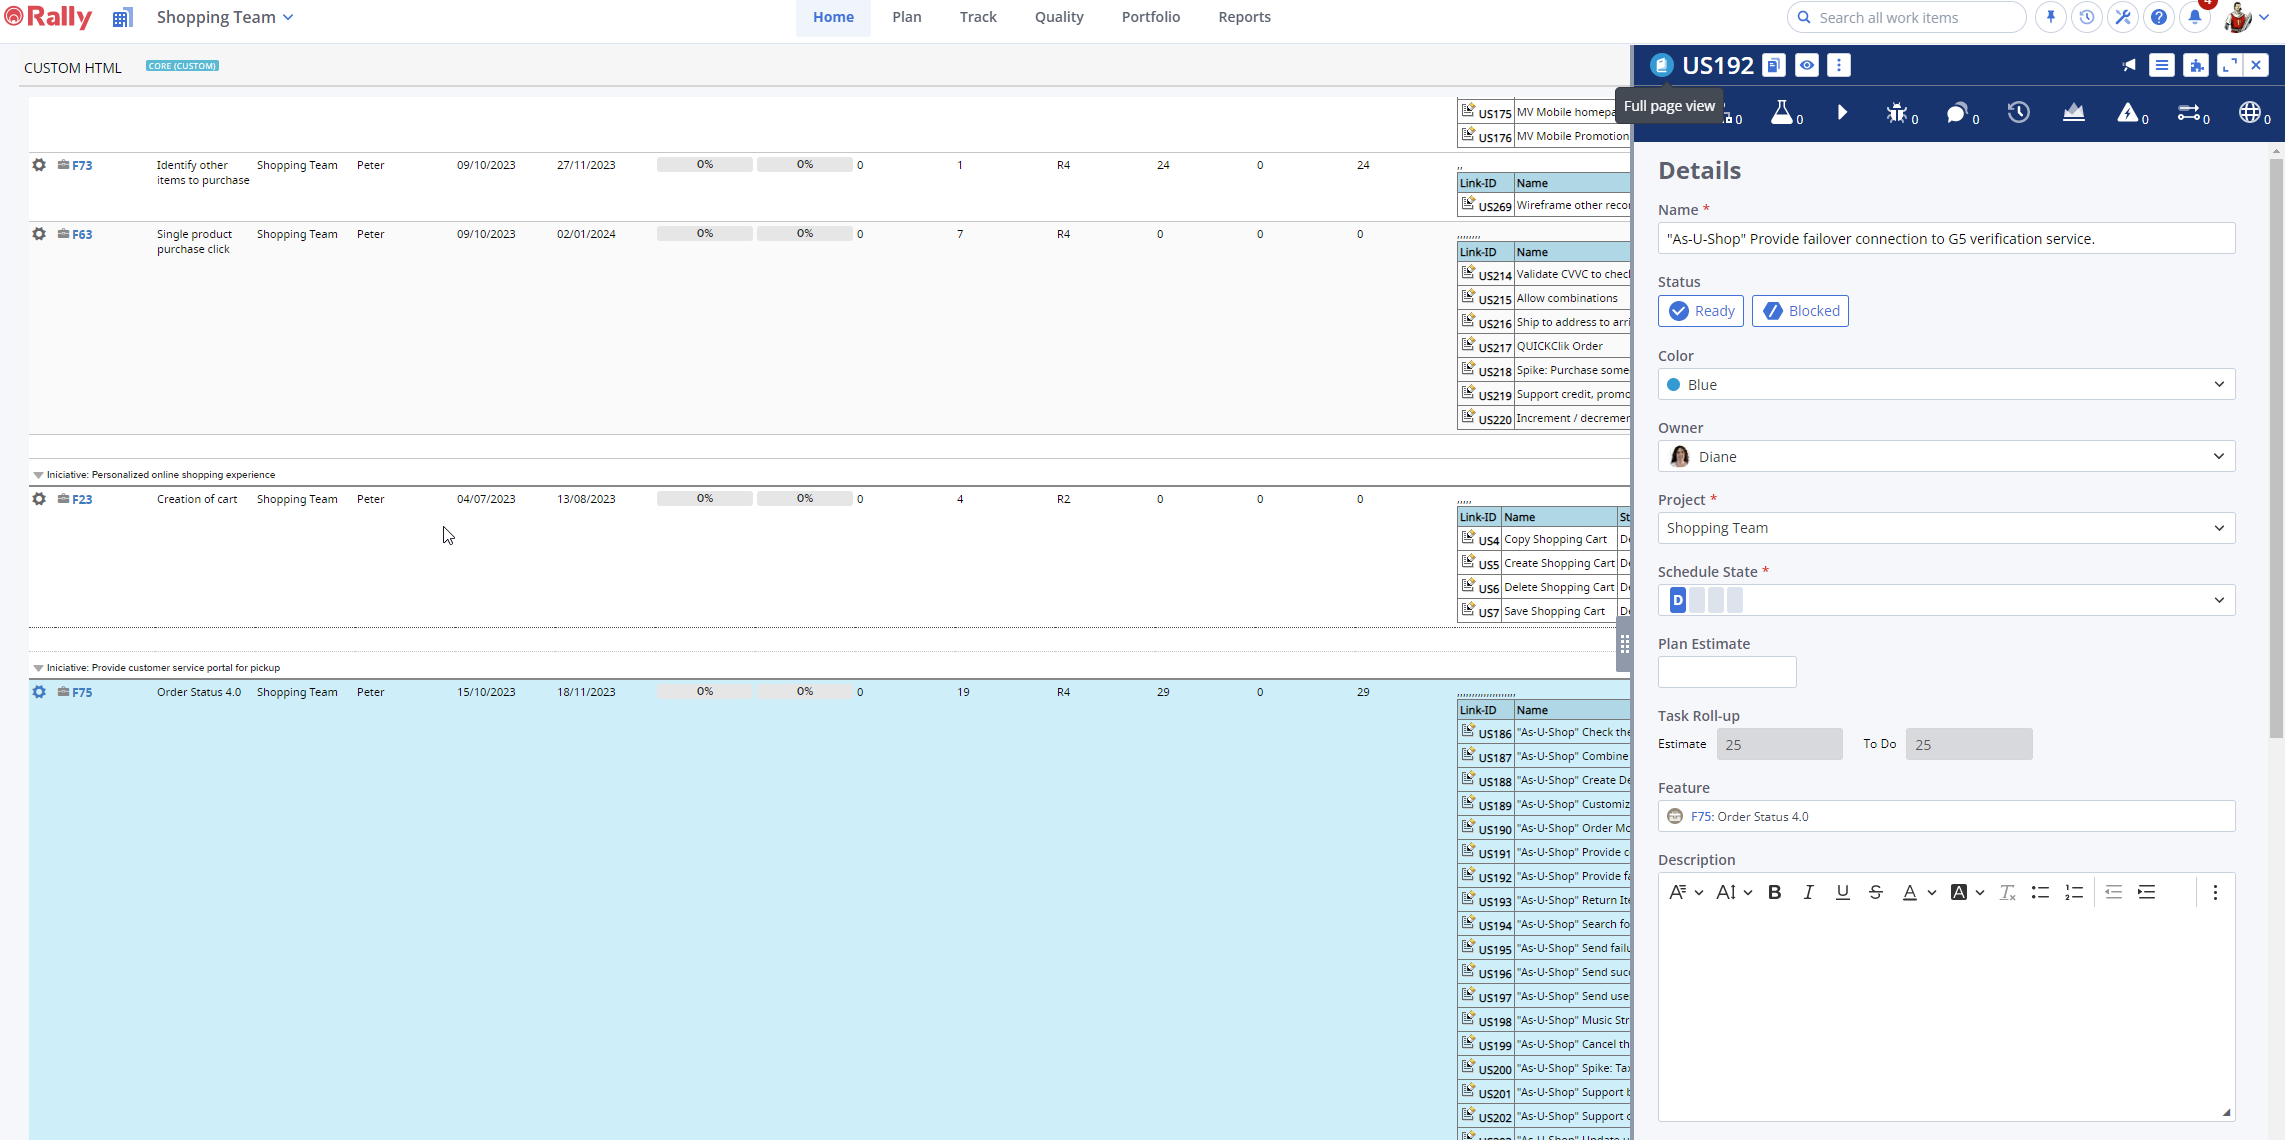 Rally Shopping Team Home Plan Track Quality Portfolio Reports Search all work items 4
CUSTOM HTML CORE (CUSTOM)
US175 MV Mobile homepa
US176 MV Mobile Promotion
F73 Identify other items to purchase Shopping Team Peter 09/10/2023 27/11/2023 0% 0% 0 1 R4 24 0 24 ,,
Link-ID Name
US269 Wireframe other reco
F63 Single product purchase click Shopping Team Peter 09/10/2023 02/01/2024 0% 0% 0 7 R4 0 0 0 ,,,,,,,,
Link-ID Name
US214 Validate CVVC to chec
US215 Allow combinations
US216 Ship to address to arri
US217 QUICKClik Order
US218 Spike: Purchase some
US219 Support credit, promo
US220 Increment / decremer
Iniciative: Personalized online shopping experience
F23 Creation of cart Shopping Team Peter 04/07/2023 13/08/2023 0% 0% 0 4 R2 0 0 0 ,,,,,
Link-ID Name St
US4 Copy Shopping Cart De
US5 Create Shopping Cart De
US6 Delete Shopping Cart De
US7 Save Shopping Cart De
Iniciative: Provide customer service portal for pickup
F75 Order Status 4.0 Shopping Team Peter 15/10/2023 18/11/2023 0% 0% 0 19 R4 29 0 29 ,,,,,,,,,,,,,,,,,,,,
Link-ID Name
US186 "As-U-Shop" Check the
US187 "As-U-Shop" Combine
US188 "As-U-Shop" Create De
US189 "As-U-Shop" Customiz
US190 "As-U-Shop" Order Mo
US191 "As-U-Shop" Provide c
US192 "As-U-Shop" Provide fa
US193 "As-U-Shop" Return Ite
US194 "As-U-Shop" Search fo
US195 "As-U-Shop" Send failu
US196 "As-U-Shop" Send suc
US197 "As-U-Shop" Send use
US198 "As-U-Shop" Music Str
US199 "As-U-Shop" Cancel th
US200 "As-U-Shop" Spike: Tax
US201 "As-U-Shop" Support b
US202 "As-U-Shop" Support c
US192
Full page view
0 0 0 0 0 0 0
Details
Name *
"As-U-Shop" Provide failover connection to G5 verification service.
Status
Ready Blocked
Color
Blue
Owner
Diane
Project *
Shopping Team
Schedule State *
D
Plan Estimate
Task Roll-up
Estimate 25 To Do 25
Feature
F75: Order Status 4.0
Description